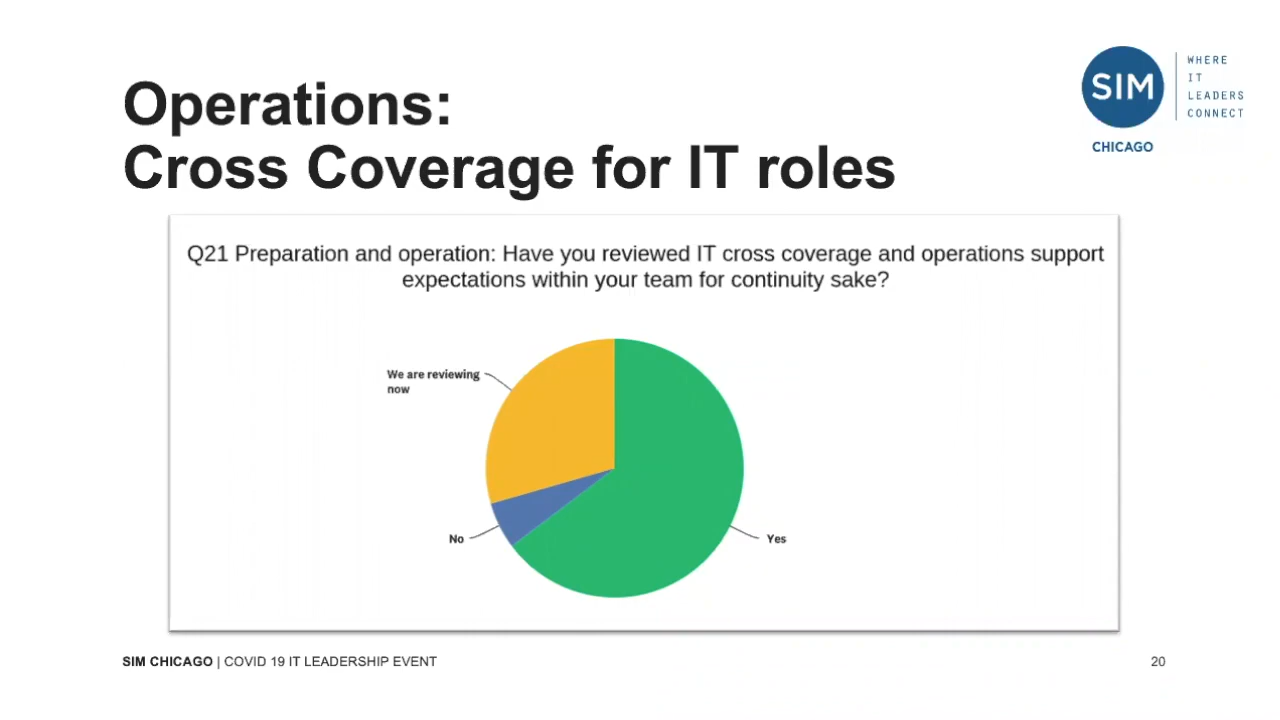 Operations:
Cross Coverage for IT roles
SIM
CHICAGO
WHERE
IT
LEADERS
CONNECT
Q21 Preparation and operation: Have you reviewed IT cross coverage and operations support
expectations within your team for continuity sake?
We are reviewing
now
No
Yes
SIM CHICAGO | COVID 19 IT LEADERSHIP EVENT
20